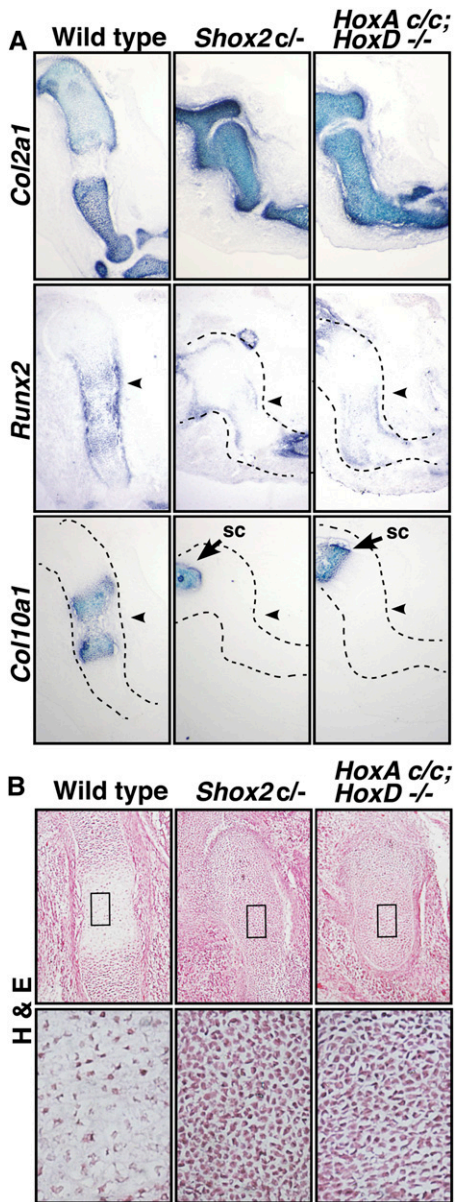 A
Wild type
Shox2 c/-
HoxA c/c;
HoxD -/-
Col2a1
Runx2
Col10a1
sc
sc
B
Wild type
Shox2 c/-
HoxA c/c;
HoxD -/-
H & E